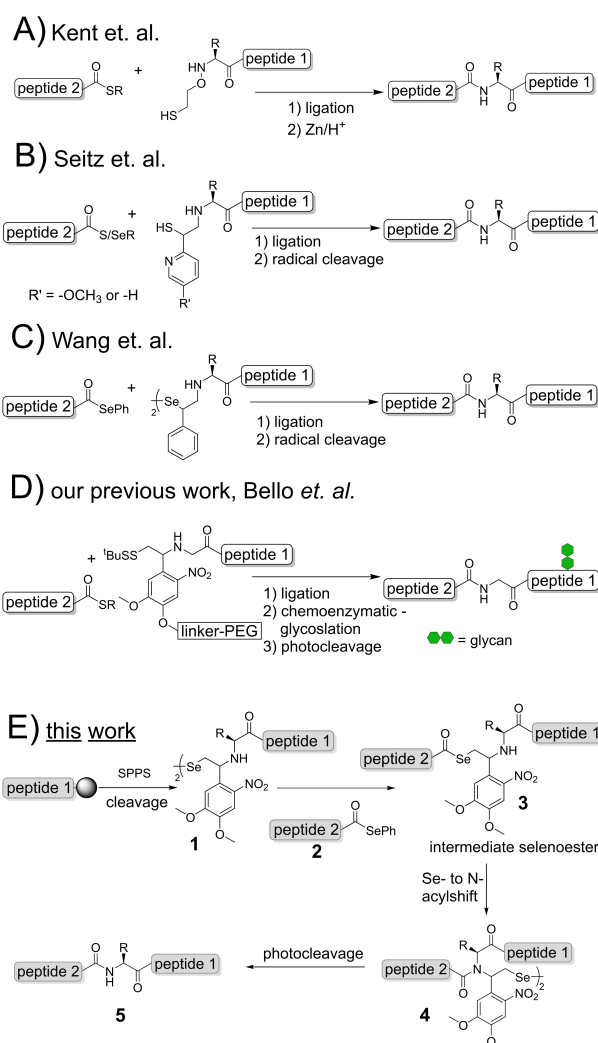 A) Kent et. al.
peptide 2
O
SR
+
HN
R
O
O
peptide 1
HS
1) ligation
2) Zn/H+
peptide 2
O
N
H
R
O
peptide 1
B) Seitz et. al.
peptide 2
O
S/SeR
+
HS
HN
R
O
peptide 1
N
R'
1) ligation
2) radical cleavage
peptide 2
O
N
H
R
O
peptide 1
R' = -OCH3 or -H
C) Wang et. al.
peptide 2
O
SePh
+
2
Se
HN
R
O
peptide 1
1) ligation
2) radical cleavage
peptide 2
O
N
H
R
O
peptide 1
D) our previous work, Bello et. al.
peptide 2
O
SR
+
tBuSS
H
N
O
peptide 1
NO2
O
O
linker-PEG
1) ligation
2) chemoenzymatic -
glycoslation
3) photocleavage
peptide 2
O
N
H
O
peptide 1
= glycan
E) this work
peptide 1
SPPS
cleavage
2
Se
R
O
peptide 1
NH
NO2
O
O
1
peptide 2
O
SePh
2
peptide 2
O
Se
R
O
peptide 1
NH
NO2
O
O
3
intermediate selenoester
Se- to N-
acylshift
peptide 2
O
N
R
O
peptide 1
Se
2
NO2
O
O
4
photocleavage
peptide 2
O
N
H
R
O
peptide 1
5